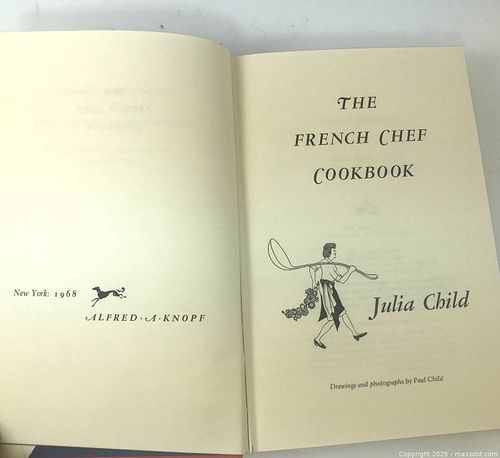 New York: 1968
ALFRED·A·KNOPF
THE
FRENCH CHEF
COOKBOOK
Julia Child
Drawings and photographs by Paul Child
Copyright 2025 - maxsold.com